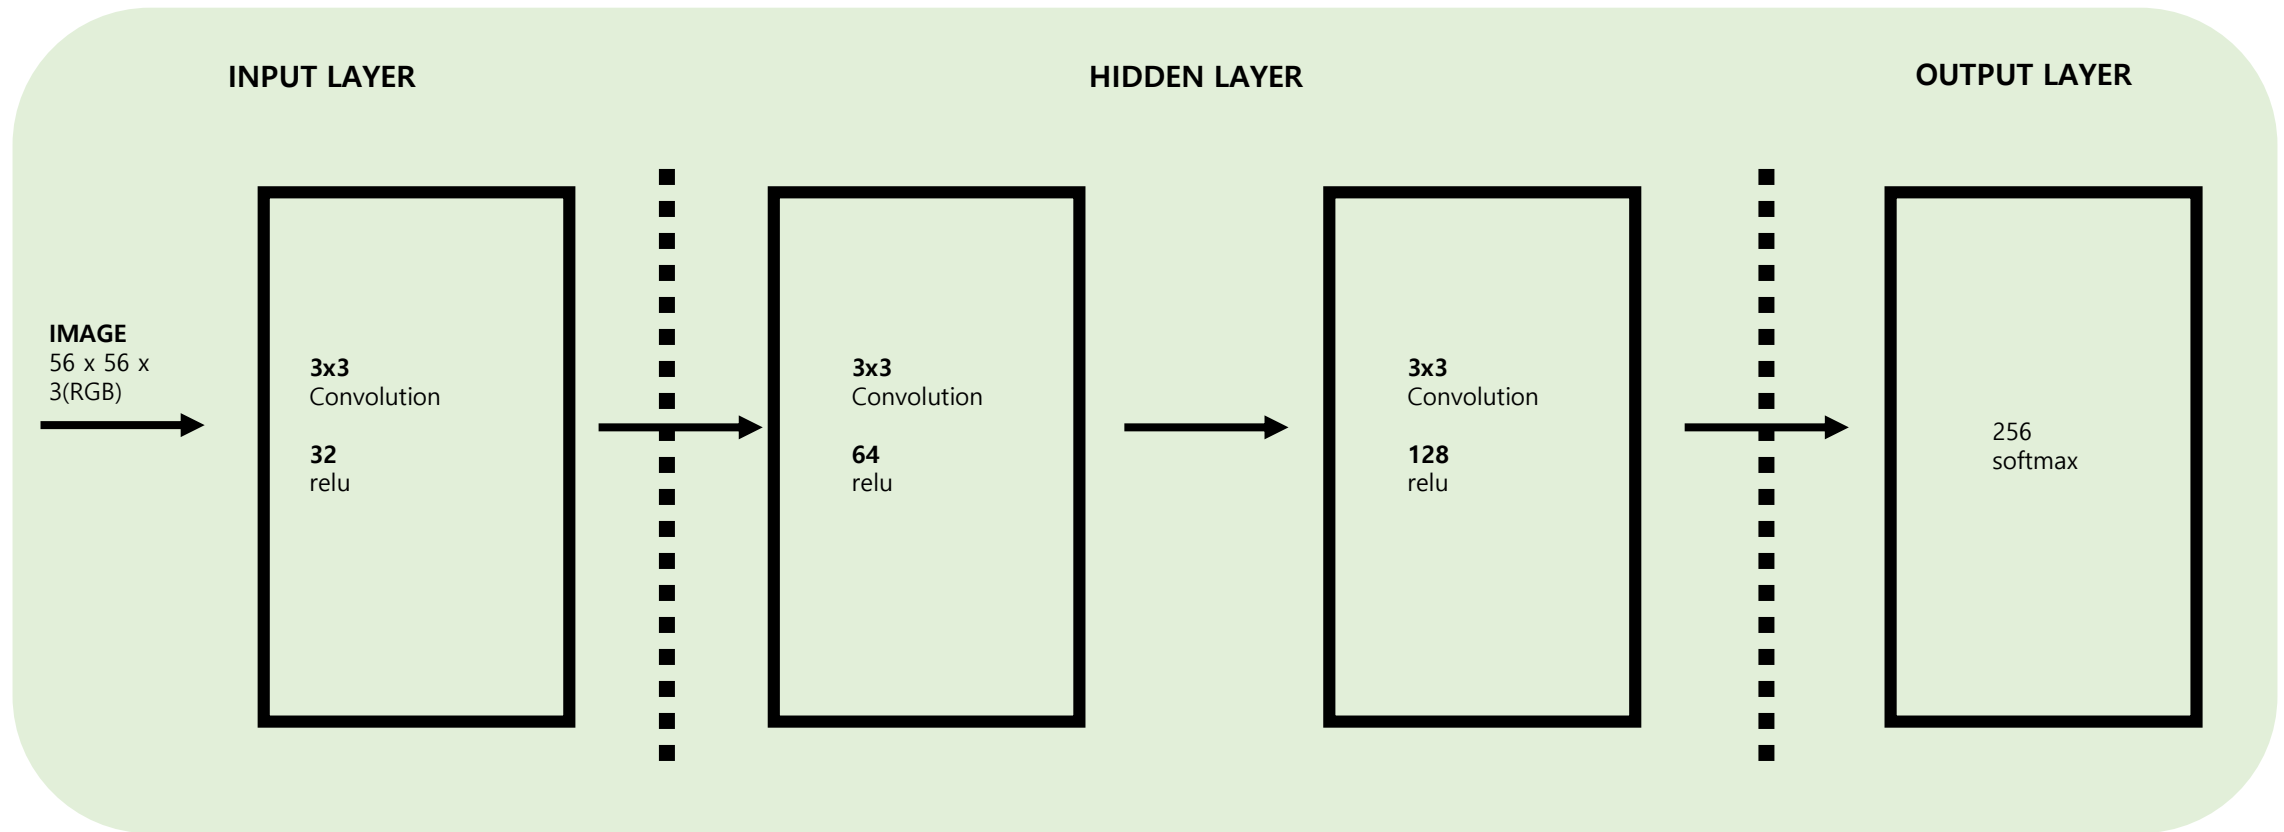 INPUT LAYER
HIDDEN LAYER
OUTPUT LAYER
IMAGE
56 x 56 x
3(RGB)
3x3
Convolution
32
relu
3x3
Convolution
64
relu
3x3
Convolution
128
relu
256
softmax